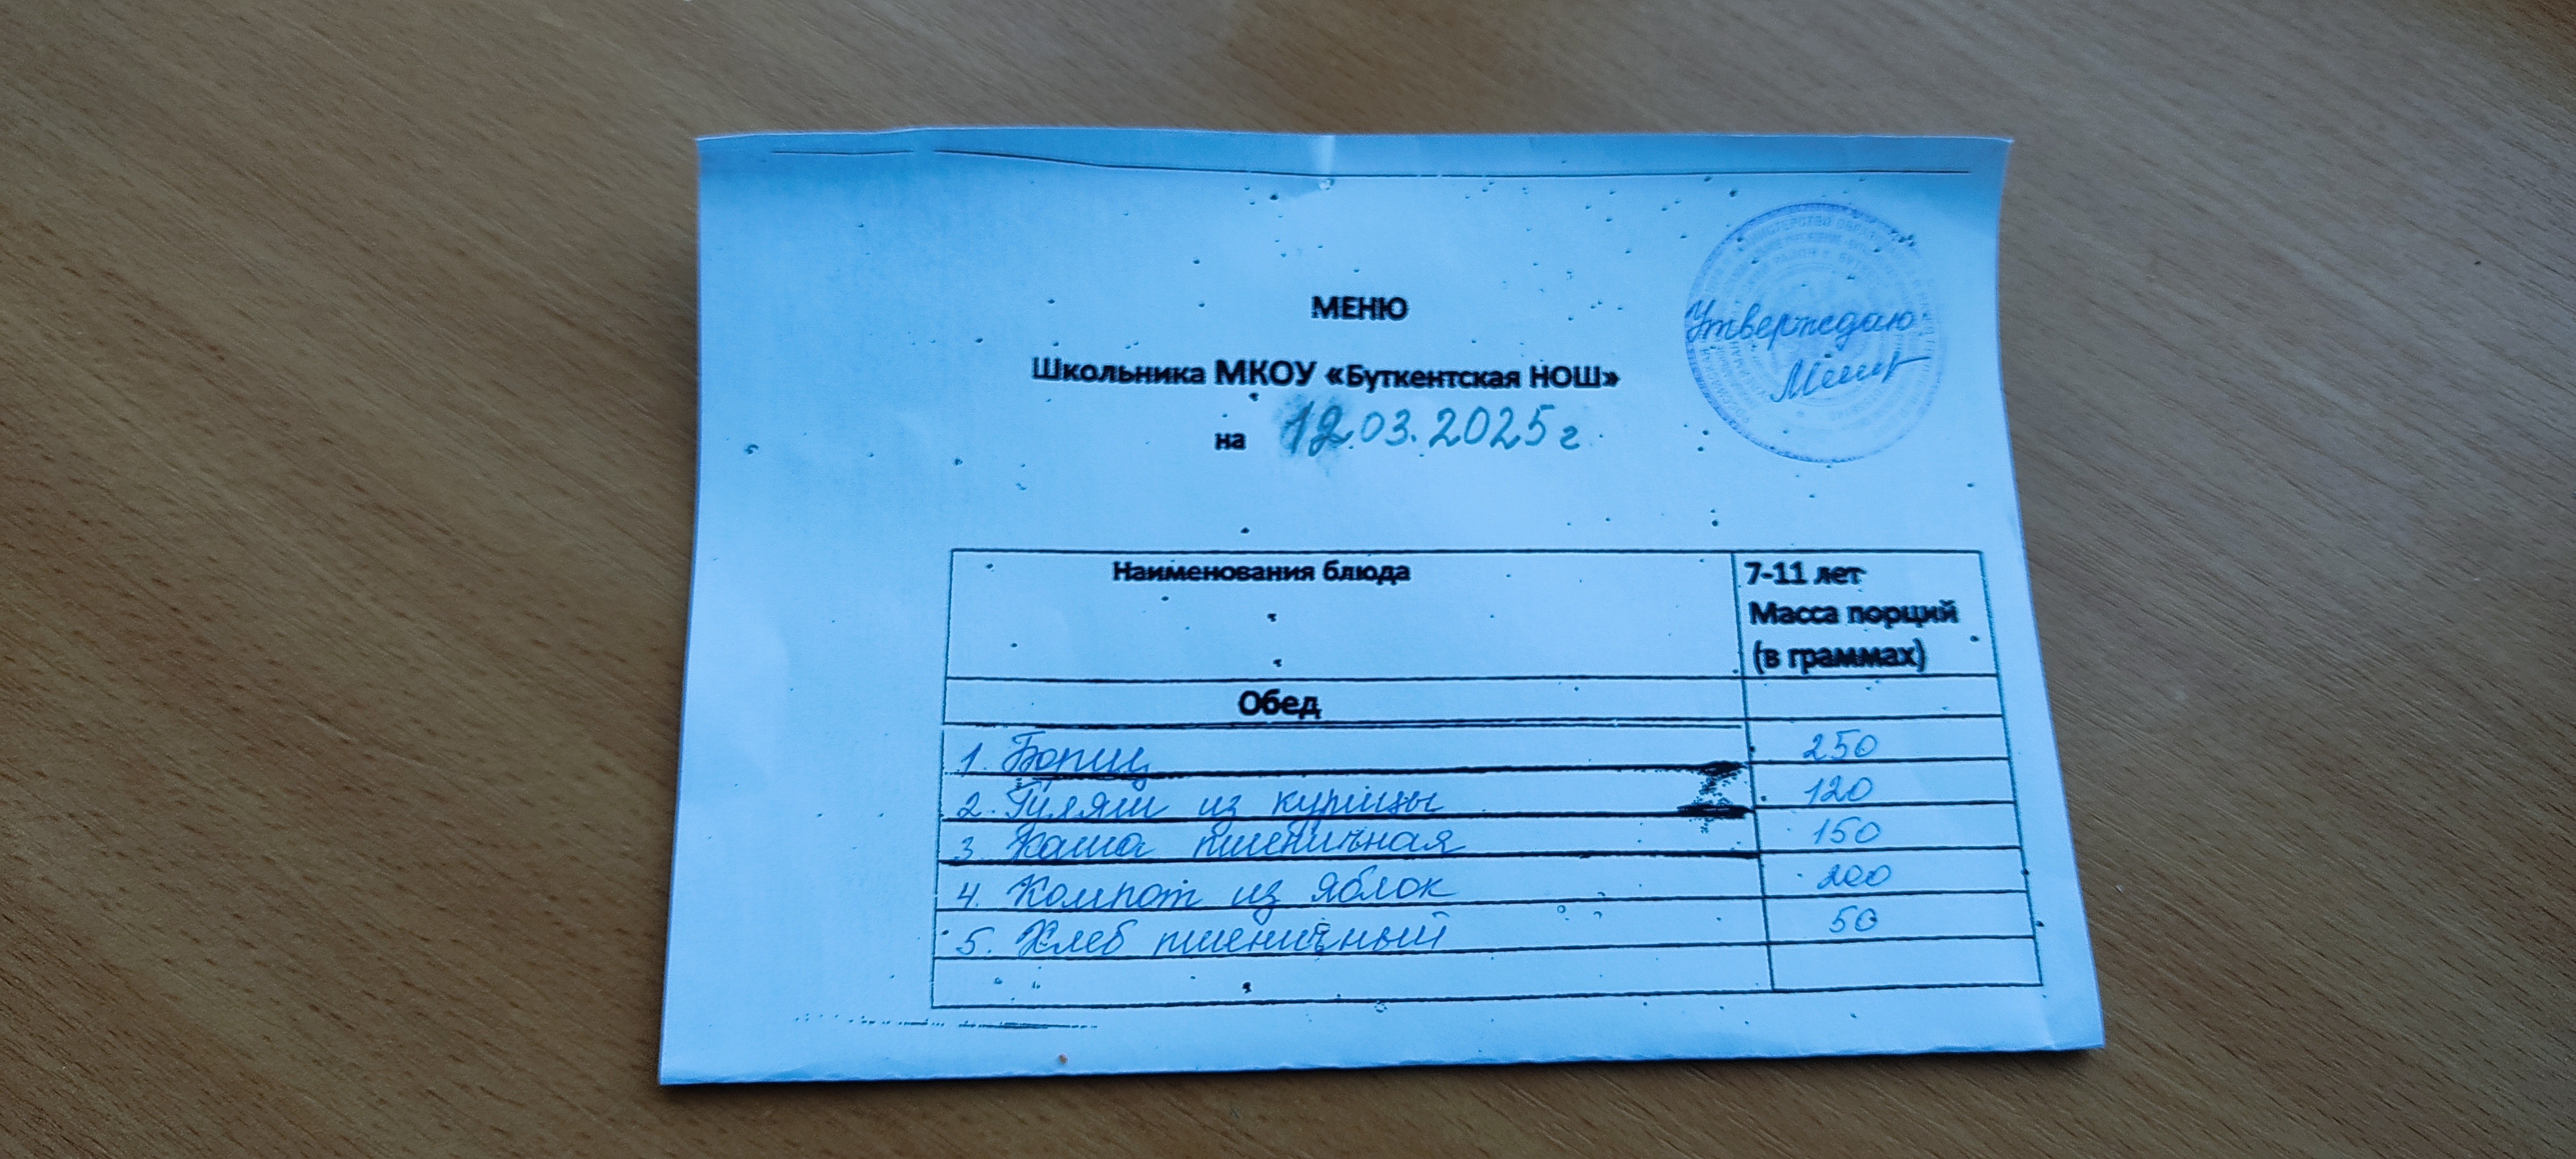 МЕНЮ
Школьника МКОУ «Буткентская НОШ»
на 12.03.2025 г
Утверждаю
Наименования блюда
7-11 лет
Масса порций
(в граммах)
Обед
1. Борщ 250
2. Гуляш из курицы 120
3. Каша пшеничная 150
4. Компот из яблок 200
5. Хлеб пшеничный 50